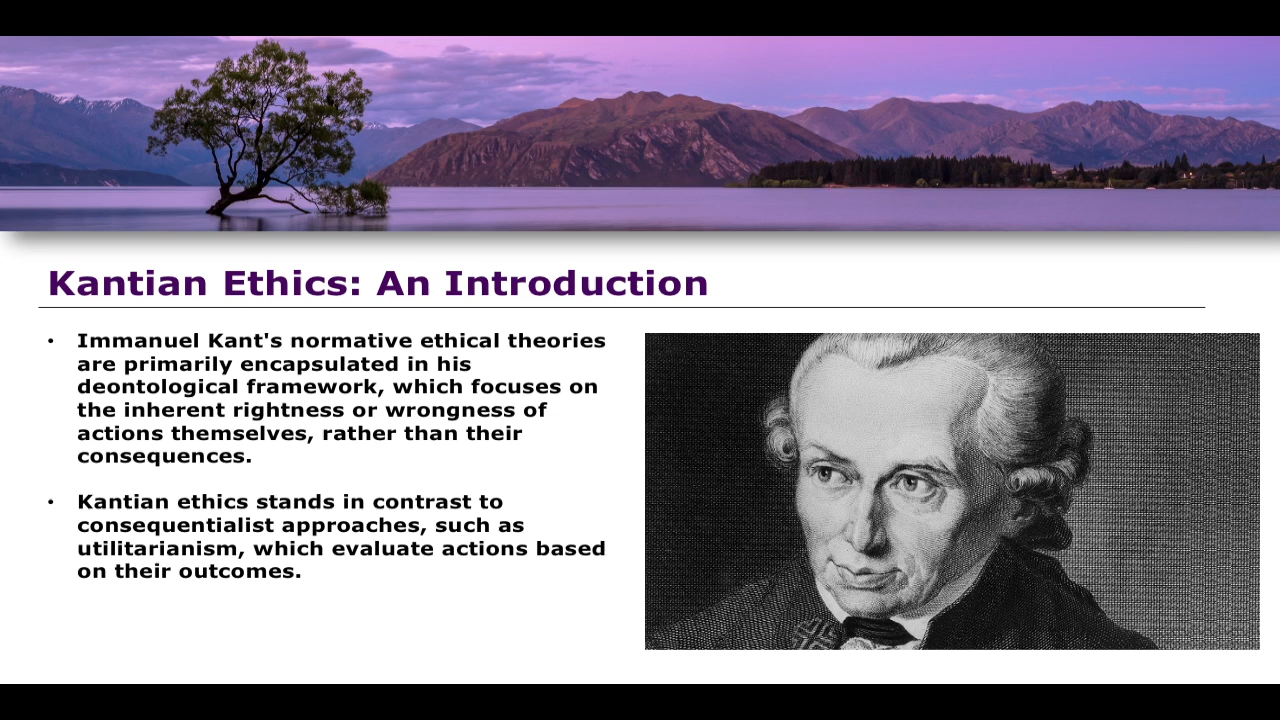 Kantian Ethics: An Introduction
• Immanuel Kant's normative ethical theories
are primarily encapsulated in his
deontological framework, which focuses on
the inherent rightness or wrongness of
actions themselves, rather than their
consequences.
• Kantian ethics stands in contrast to
consequentialist approaches, such as
utilitarianism, which evaluate actions based
on their outcomes.